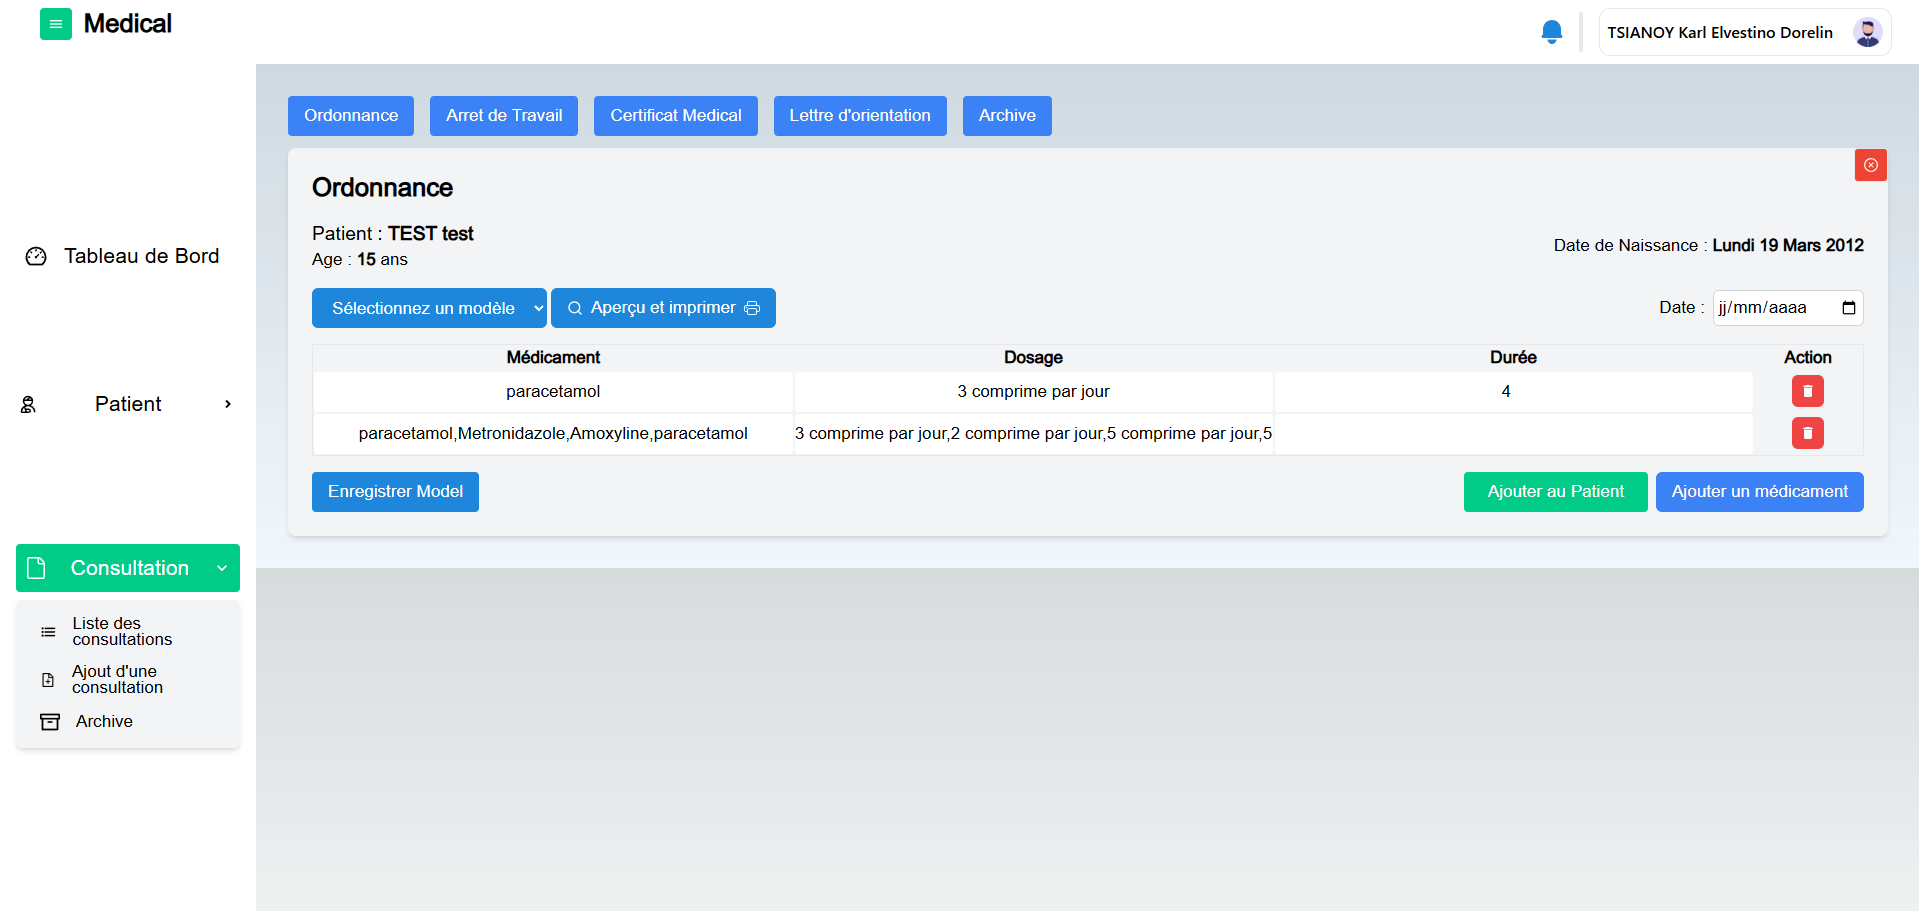 Medical
TSIANOY Karl Elvestino Dorelin
Tableau de Bord
Patient
Consultation
Liste des
consultations
Ajout d'une
consultation
Archive
Ordonnance
Arret de Travail
Certificat Medical
Lettre d'orientation
Archive
Ordonnance
Patient : TEST test
Age : 15 ans
Date de Naissance : Lundi 19 Mars 2012
Sélectionnez un modèle
Aperçu et imprimer
Date : jj/mm/aaaa
Médicament Dosage Durée Action
paracetamol 3 comprime par jour 4
paracetamol,Metronidazole,Amoxyline,paracetamol 3 comprime par jour,2 comprime par jour,5 comprime par jour,5
Enregistrer Model
Ajouter au Patient
Ajouter un médicament